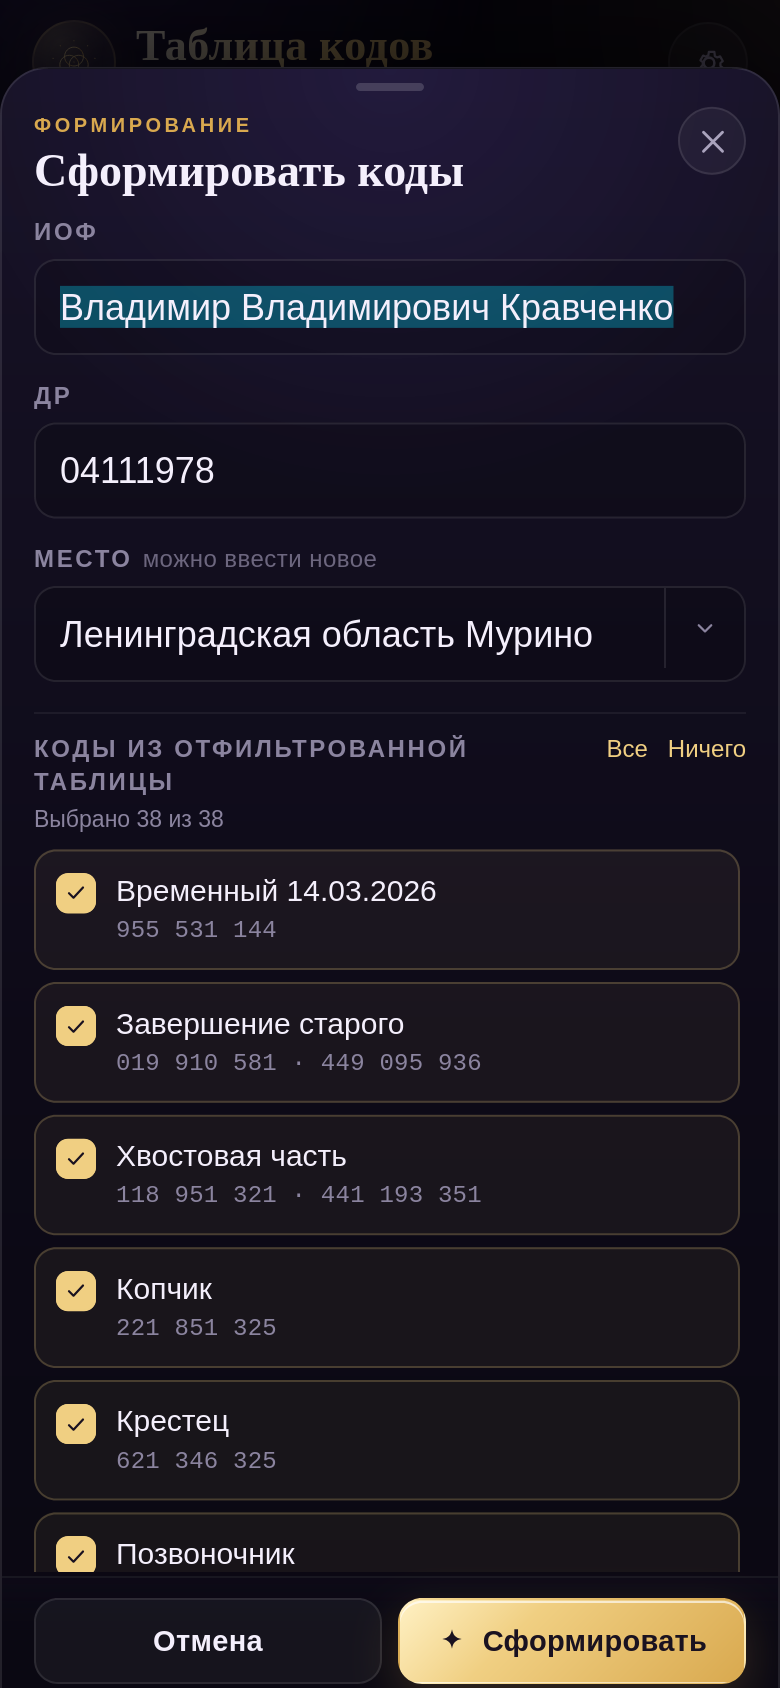 Таблица кодов
ФОРМИРОВАНИЕ
Сформировать коды
ИОФ
Владимир Владимирович Кравченко
ДР
04111978
МЕСТО можно ввести новое
Ленинградская область Мурино
КОДЫ ИЗ ОТФИЛЬТРОВАННОЙ
ТАБЛИЦЫ
Все Ничего
Выбрано 38 из 38
Временный 14.03.2026
955 531 144
Завершение старого
019 910 581 · 449 095 936
Хвостовая часть
118 951 321 · 441 193 351
Копчик
221 851 325
Крестец
621 346 325
Позвоночник
Отмена
✦ Сформировать